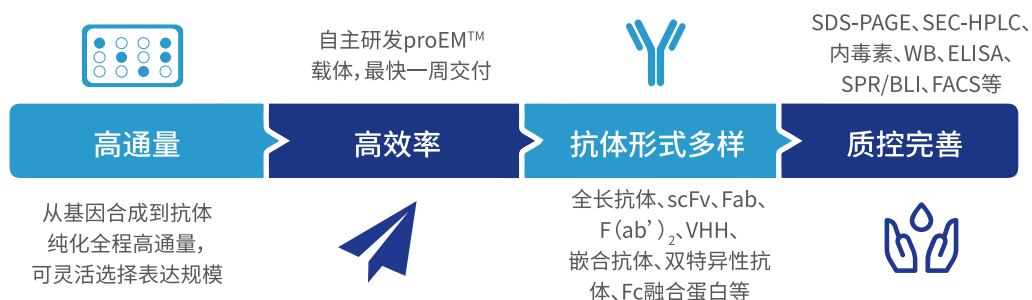 高通量
从基因合成到抗体
纯化全程高通量，
可灵活选择表达规模
自主研发proEM™
载体，最快一周交付
高效率
抗体形式多样
全长抗体、scFv、Fab、
F（ab’）₂、VHH、
嵌合抗体、双特异性抗
体、Fc融合蛋白等
SDS-PAGE、SEC-HPLC、
内毒素、WB、ELISA、
SPR/BLI、FACS等
质控完善